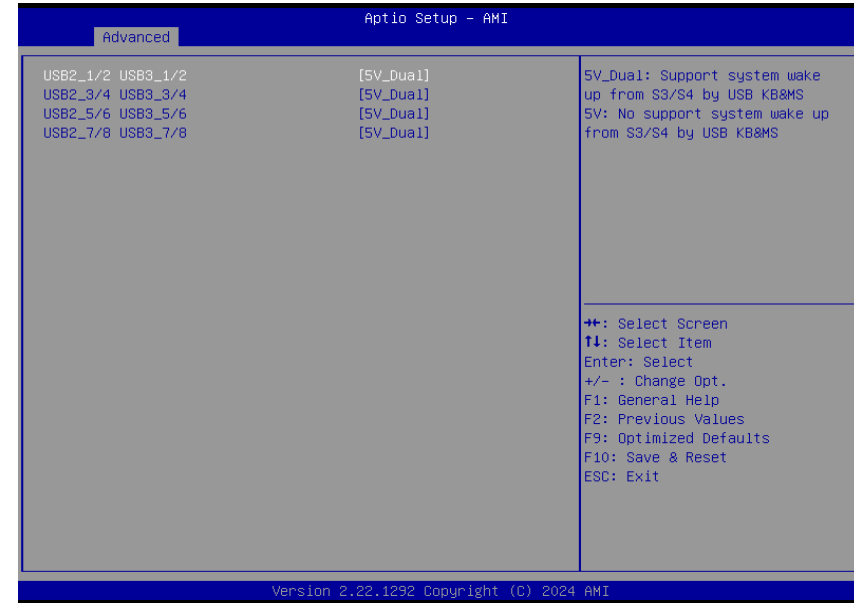 Aptio Setup – AMI
Advanced
USB2_1/2 USB3_1/2 [5V_Dual]
USB2_3/4 USB3_3/4 [5V_Dual]
USB2_5/6 USB3_5/6 [5V_Dual]
USB2_7/8 USB3_7/8 [5V_Dual]
5V_Dual: Support system wake
up from S3/S4 by USB KB&MS
5V: No support system wake up
from S3/S4 by USB KB&MS
→←: Select Screen
↑↓: Select Item
Enter: Select
+/- : Change Opt.
F1: General Help
F2: Previous Values
F9: Optimized Defaults
F10: Save & Reset
ESC: Exit
Version 2.22.1292 Copyright (C) 2024 AMI